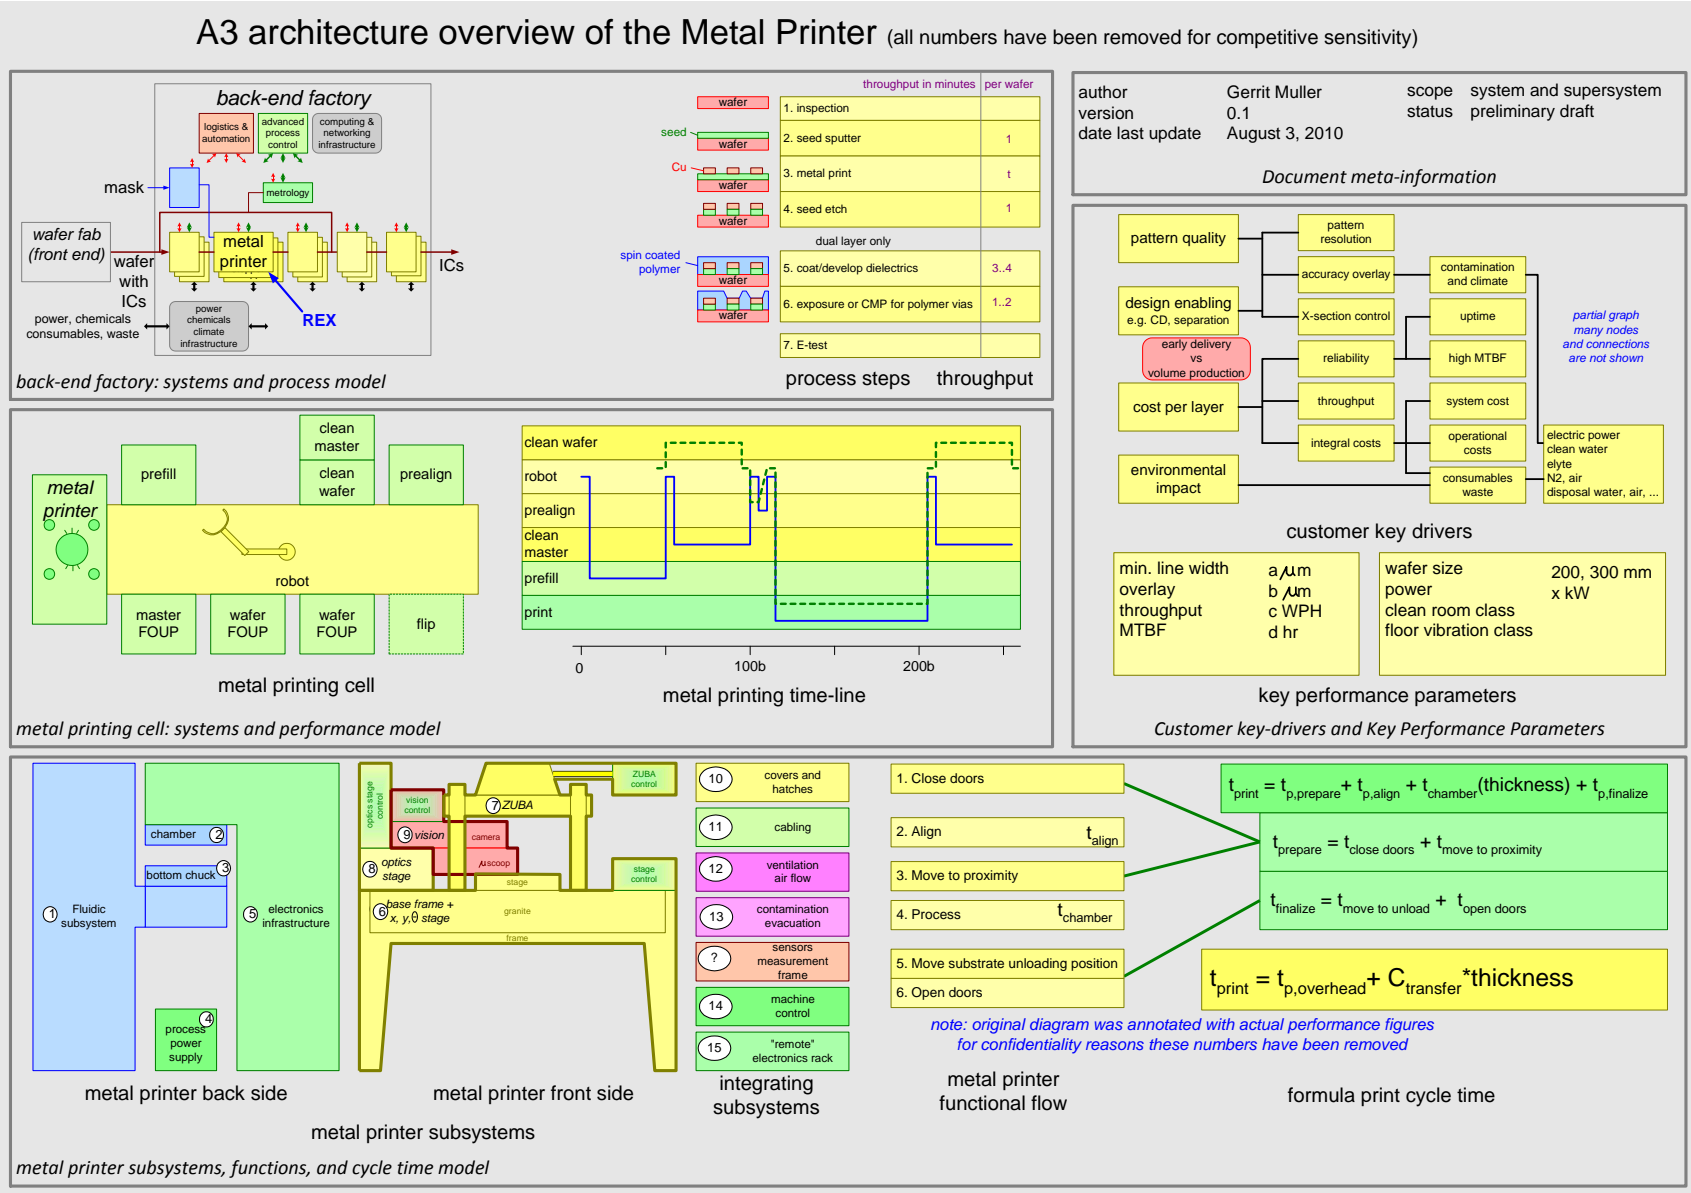 A3 architecture overview of the Metal Printer (all numbers have been removed for competitive sensitivity)
back-end factory
logistics &
automation
advanced
process
control
computing &
networking
infrastructure
mask
metrology
wafer fab
(front end)
metal
printer
wafer
with
ICs
ICs
power, chemicals
consumables, waste
power
chemicals
climate
infrastructure
REX
back-end factory: systems and process model
throughput in minutes
per wafer
wafer
1. inspection
seed
wafer
2. seed sputter
1
Cu
wafer
3. metal print
t
wafer
4. seed etch
1
dual layer only
spin coated
polymer
wafer
5. coat/develop dielectrics
3..4
wafer
6. exposure or CMP for polymer vias
1..2
7. E-test
process steps
throughput
author Gerrit Muller
version 0.1
date last update August 3, 2010
scope system and supersystem
status preliminary draft
Document meta-information
pattern quality
design enabling
e.g. CD, separation
early delivery
vs
volume production
cost per layer
environmental
impact
pattern
resolution
accuracy overlay
X-section control
reliability
throughput
integral costs
contamination
and climate
uptime
high MTBF
system cost
operational
costs
consumables
waste
partial graph
many nodes
and connections
are not shown
electric power
clean water
elyte
N2, air
disposal water, air, ...
customer key drivers
min. line width a μm
overlay b μm
throughput c WPH
MTBF d hr
wafer size 200, 300 mm
power x kW
clean room class
floor vibration class
key performance parameters
Customer key-drivers and Key Performance Parameters
metal
printer
prefill
clean
master
clean
wafer
prealign
robot
master
FOUP
wafer
FOUP
wafer
FOUP
flip
metal printing cell
clean wafer
robot
prealign
clean
master
prefill
print
0
100b
200b
metal printing time-line
metal printing cell: systems and performance model
chamber 2
bottom chuck 3
1 Fluidic
subsystem
5 electronics
infrastructure
4
process
power
supply
metal printer back side
optics stage
control
vision
control
7 ZUBA
ZUBA
control
9 vision
camera
μscoop
8 optics
stage
stage
stage
control
6 base frame +
x, y,θ stage
granite
frame
metal printer front side
metal printer subsystems
10 covers and
hatches
11 cabling
12 ventilation
air flow
13 contamination
evacuation
? sensors
measurement
frame
14 machine
control
15 "remote"
electronics rack
integrating
subsystems
1. Close doors
2. Align t align
3. Move to proximity
4. Process t chamber
5. Move substrate unloading position
6. Open doors
t print = t p,prepare + t p,align + t chamber (thickness) + t p,finalize
t prepare = t close doors + t move to proximity
t finalize = t move to unload + t open doors
t print = t p,overhead + C transfer *thickness
note: original diagram was annotated with actual performance figures
for confidentiality reasons these numbers have been removed
metal printer
functional flow
formula print cycle time
metal printer subsystems, functions, and cycle time model